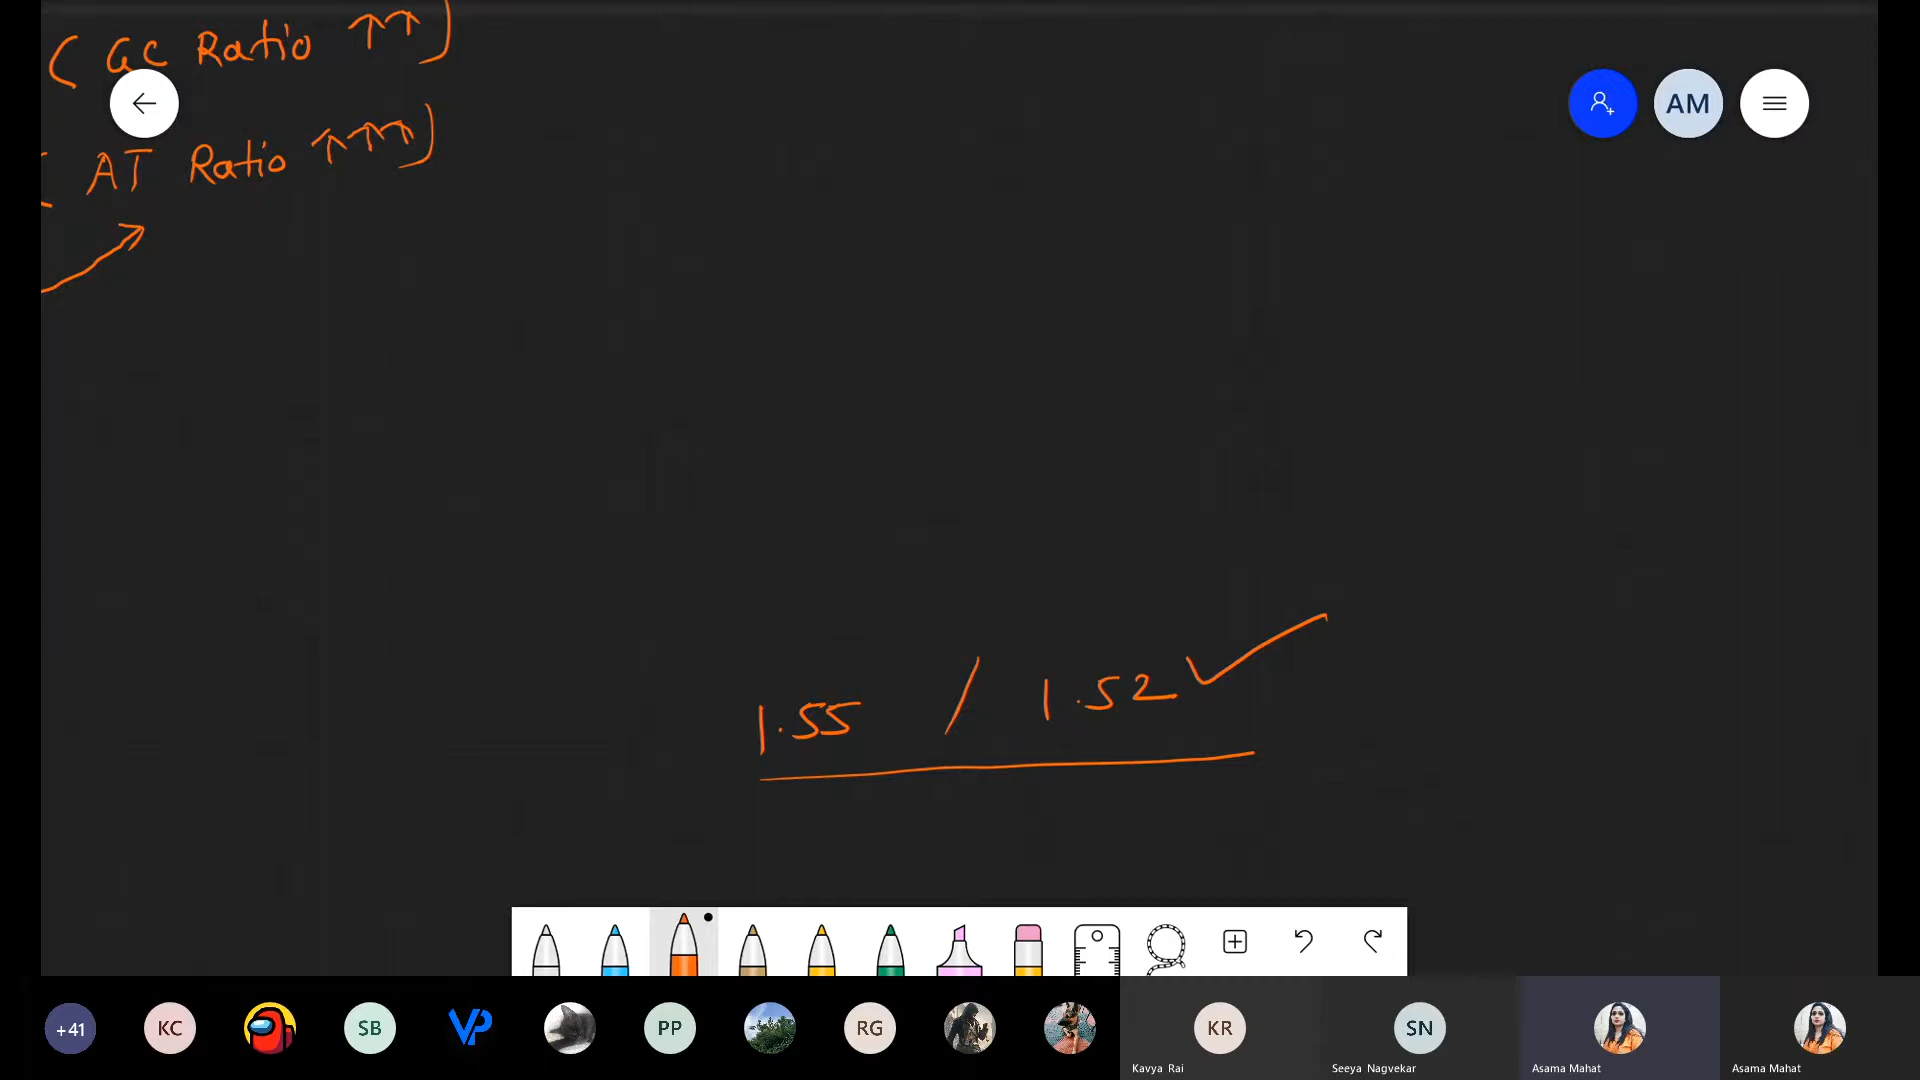 ( GC Ratio ↑↑)
AM
( AT Ratio ↑↑↑)
1.55 / 1.52 ✓
+41 KC SB VP PP RG KR SN
Kavya Rai Seeya Nagvekar Asama Mahat Asama Mahat